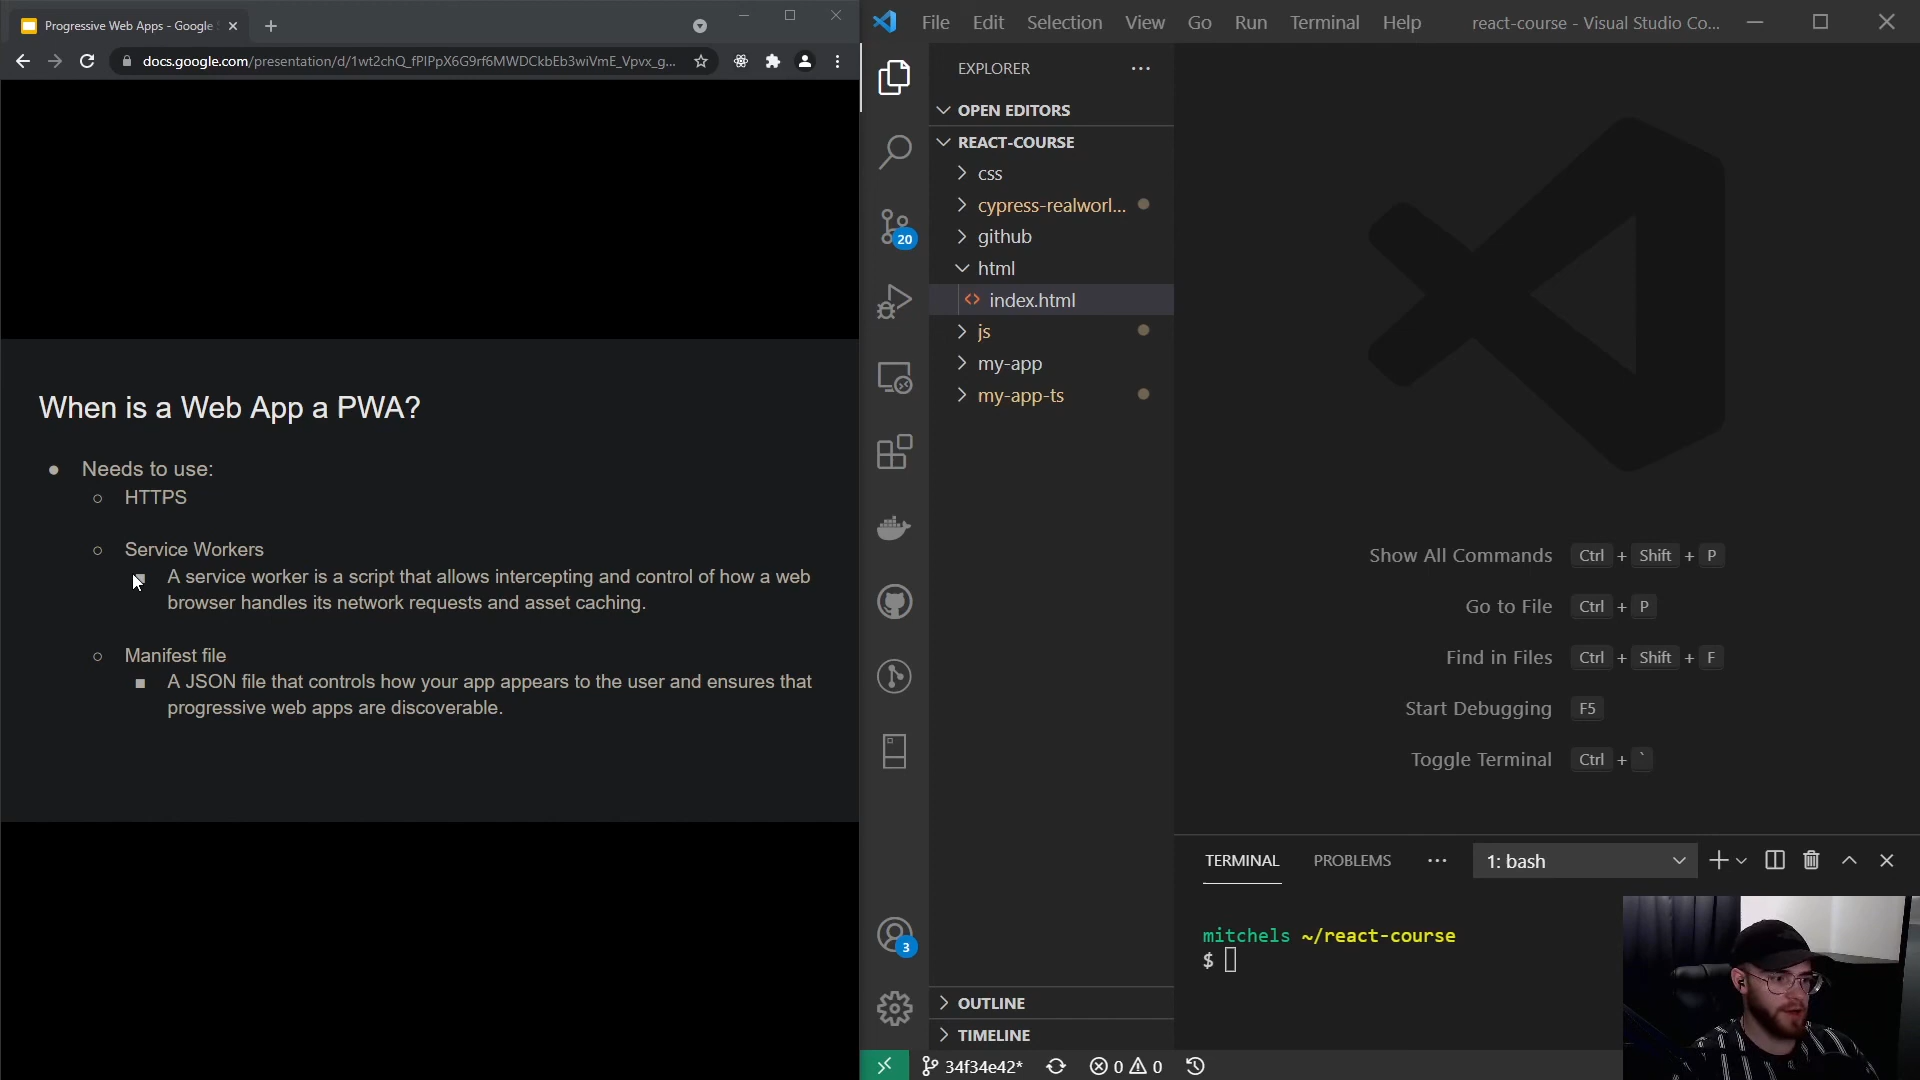 Progressive Web Apps - Google
docs.google.com/presentation/d/1wt2chQ_fPlPpX6G9rf6MWDCkbEb3wiVmE_Vpvx_g...
When is a Web App a PWA?
Needs to use:
HTTPS
Service Workers
A service worker is a script that allows intercepting and control of how a web
browser handles its network requests and asset caching.
Manifest file
A JSON file that controls how your app appears to the user and ensures that
progressive web apps are discoverable.
File Edit Selection View Go Run Terminal Help react-course - Visual Studio Co...
EXPLORER
OPEN EDITORS
REACT-COURSE
css
cypress-realworl...
github
html
index.html
js
my-app
my-app-ts
20
3
OUTLINE
TIMELINE
Show All Commands Ctrl + Shift + P
Go to File Ctrl + P
Find in Files Ctrl + Shift + F
Start Debugging F5
Toggle Terminal Ctrl + `
TERMINAL PROBLEMS ... 1: bash
mitchels ~/react-course
$
34f34e42* 0 0